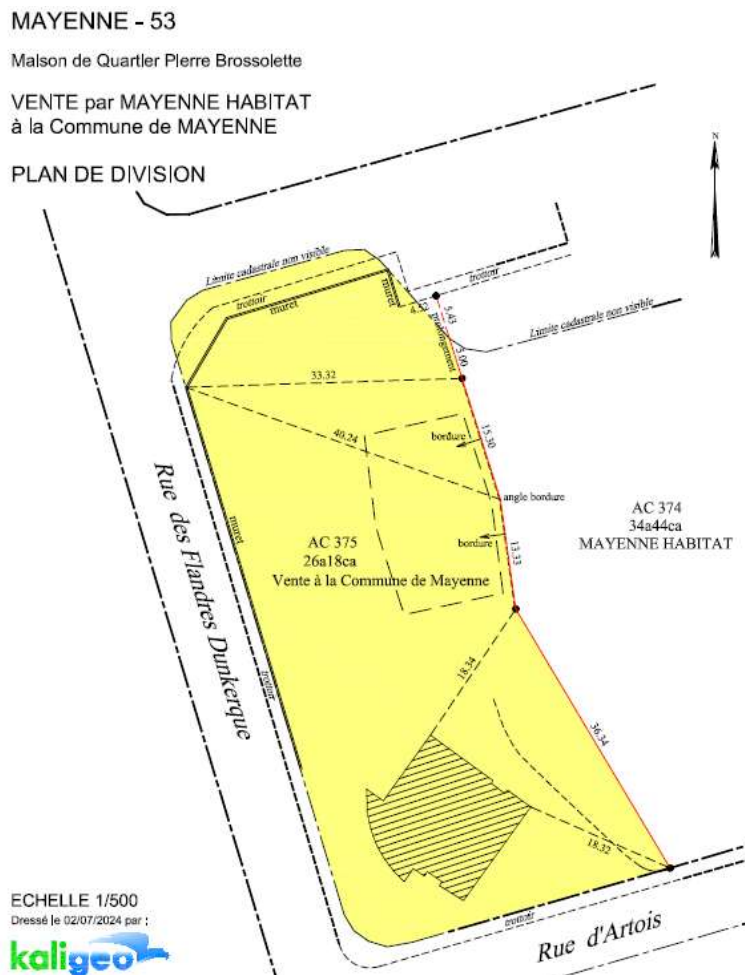 MAYENNE - 53
Maison de Quartier Pierre Brossolette
VENTE par MAYENNE HABITAT
à la Commune de MAYENNE
PLAN DE DIVISION
N
Limite cadastrale non visible
trottoir
muret
muret
trottoir
5.43
prolongement
5.00
Limite cadastrale non visible
33.32
40.24
bordure
15.30
angle bordure
bordure
13.33
AC 374
34a44ca
MAYENNE HABITAT
AC 375
26a18ca
Vente à la Commune de Mayenne
muret
Rue des Flandres Dunkerque
trottoir
18.34
36.34
18.32
trottoir
Rue d'Artois
ECHELLE 1/500
Dressé le 02/07/2024 par :
kaligeo